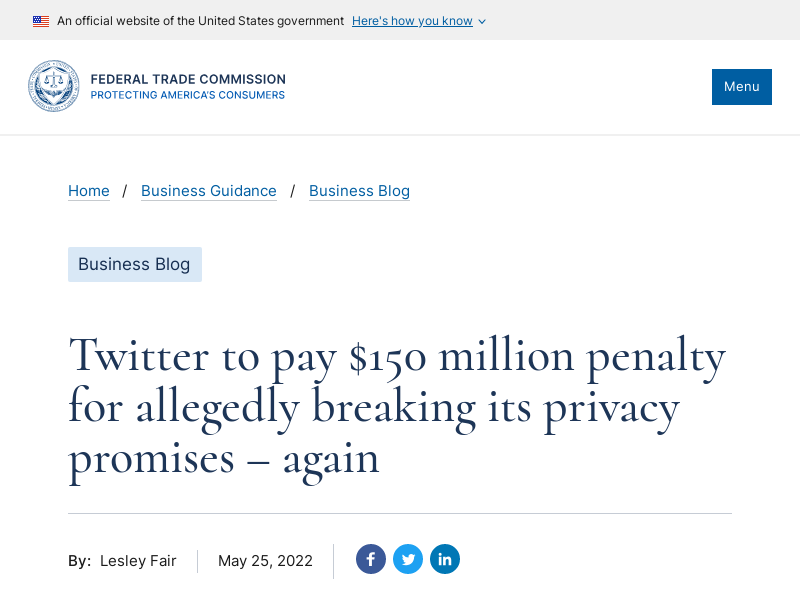 An official website of the United States government Here's how you know
FEDERAL TRADE COMMISSION
PROTECTING AMERICA'S CONSUMERS
Menu
Home / Business Guidance / Business Blog
Business Blog
Twitter to pay $150 million penalty
for allegedly breaking its privacy
promises – again
By: Lesley Fair May 25, 2022